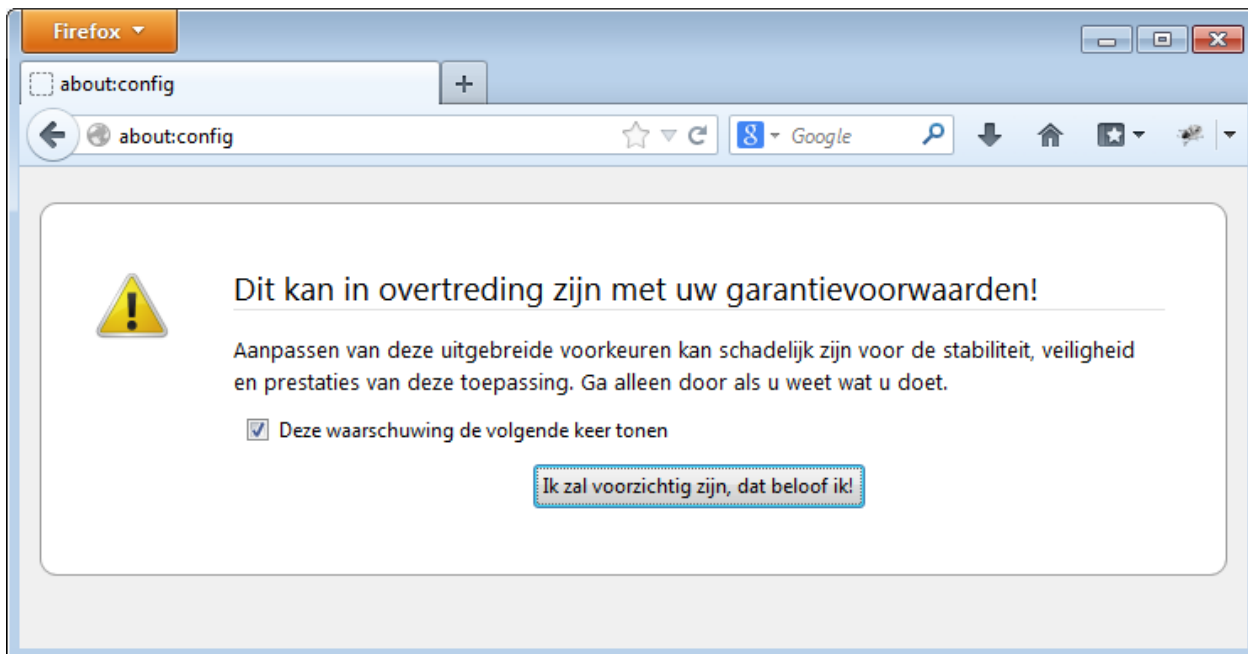 Firefox
about:config
about:config
8 Google
Dit kan in overtreding zijn met uw garantievoorwaarden!
Aanpassen van deze uitgebreide voorkeuren kan schadelijk zijn voor de stabiliteit, veiligheid
en prestaties van deze toepassing. Ga alleen door als u weet wat u doet.
Deze waarschuwing de volgende keer tonen
Ik zal voorzichtig zijn, dat beloof ik!